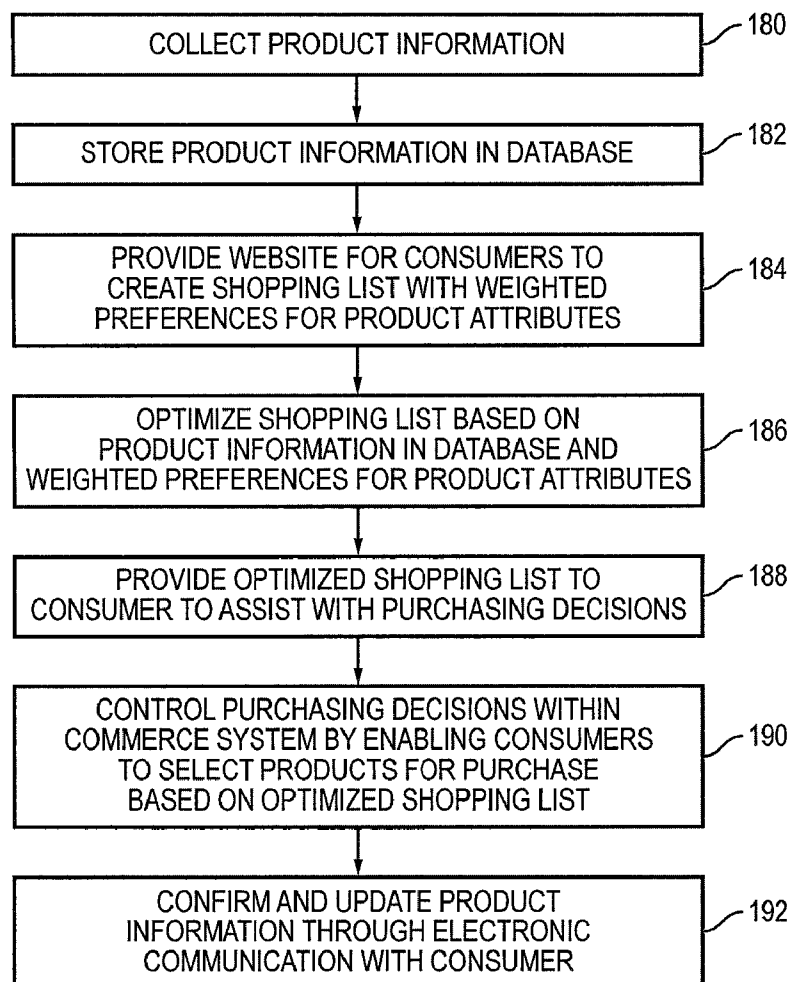 COLLECT PRODUCT INFORMATION
180
STORE PRODUCT INFORMATION IN DATABASE
182
PROVIDE WEBSITE FOR CONSUMERS TO
CREATE SHOPPING LIST WITH WEIGHTED
PREFERENCES FOR PRODUCT ATTRIBUTES
184
OPTIMIZE SHOPPING LIST BASED ON
PRODUCT INFORMATION IN DATABASE AND
WEIGHTED PREFERENCES FOR PRODUCT ATTRIBUTES
186
PROVIDE OPTIMIZED SHOPPING LIST TO
CONSUMER TO ASSIST WITH PURCHASING DECISIONS
188
CONTROL PURCHASING DECISIONS WITHIN
COMMERCE SYSTEM BY ENABLING CONSUMERS
TO SELECT PRODUCTS FOR PURCHASE
BASED ON OPTIMIZED SHOPPING LIST
190
CONFIRM AND UPDATE PRODUCT
INFORMATION THROUGH ELECTRONIC
COMMUNICATION WITH CONSUMER
192